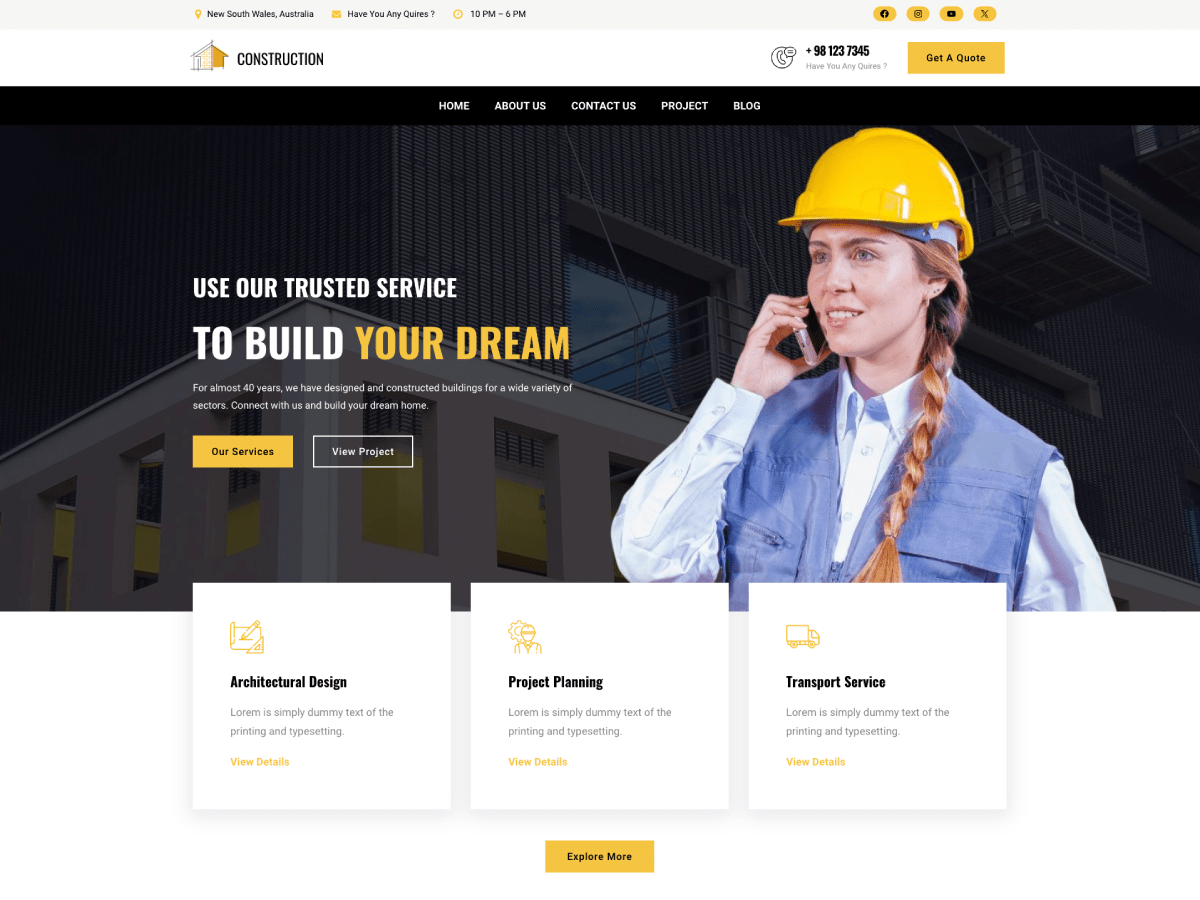 New South Wales, Australia
Have You Any Quires ?
10 PM – 6 PM
CONSTRUCTION
+ 98 123 7345
Have You Any Quires ?
Get A Quote
HOME
ABOUT US
CONTACT US
PROJECT
BLOG
USE OUR TRUSTED SERVICE
TO BUILD YOUR DREAM
For almost 40 years, we have designed and constructed buildings for a wide variety of
sectors. Connect with us and build your dream home.
Our Services
View Project
Architectural Design
Lorem is simply dummy text of the
printing and typesetting.
View Details
Project Planning
Lorem is simply dummy text of the
printing and typesetting.
View Details
Transport Service
Lorem is simply dummy text of the
printing and typesetting.
View Details
Explore More